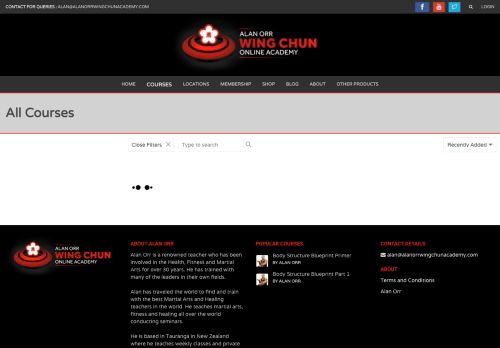 CONTACT FOR QUERIES : ALAN@ALANORRWINGCHUNACADEMY.COM
LOGIN
ALAN ORR
WING CHUN
ONLINE ACADEMY
HOME COURSES LOCATIONS MEMBERSHIP SHOP BLOG ABOUT OTHER PRODUCTS
All Courses
Close Filters Type to search Recently Added
ALAN ORR
WING CHUN
ONLINE ACADEMY
ABOUT ALAN ORR
Alan Orr is a renowned teacher who has been
involved in the Health, Fitness and Martial
Arts for over 30 years. He has trained with
many of the leaders in their own fields.
Alan has traveled the world to find and train
with the best Martial Arts and Healing
teachers in the world. He teaches martial arts,
fitness and healing all over the world
conducting seminars.
He is based in Tauranga in New Zealand
where he teaches weekly classes and private
POPULAR COURSES
Body Structure Blueprint Primer
BY ALAN ORR
Body Structure Blueprint Part 1
BY ALAN ORR
CONTACT DETAILS
alan@alanorrwingchunacademy.com
ABOUT
Terms and Conditions
Alan Orr